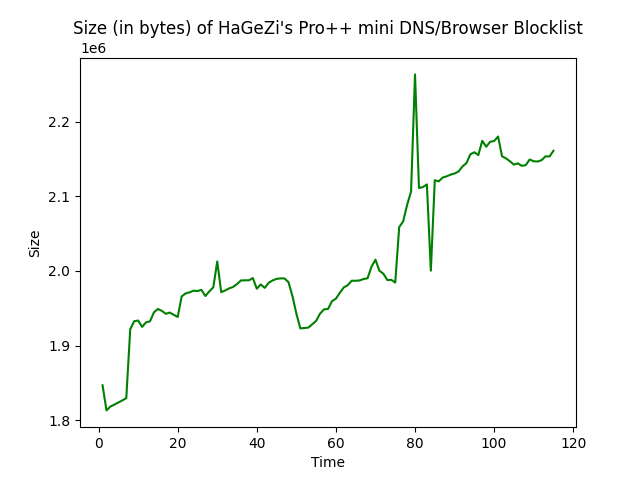 Size (in bytes) of HaGeZi's Pro++ mini DNS/Browser Blocklist
1e6
2.2
2.1
2.0
1.9
1.8
Size
0 20 40 60 80 100 120
Time